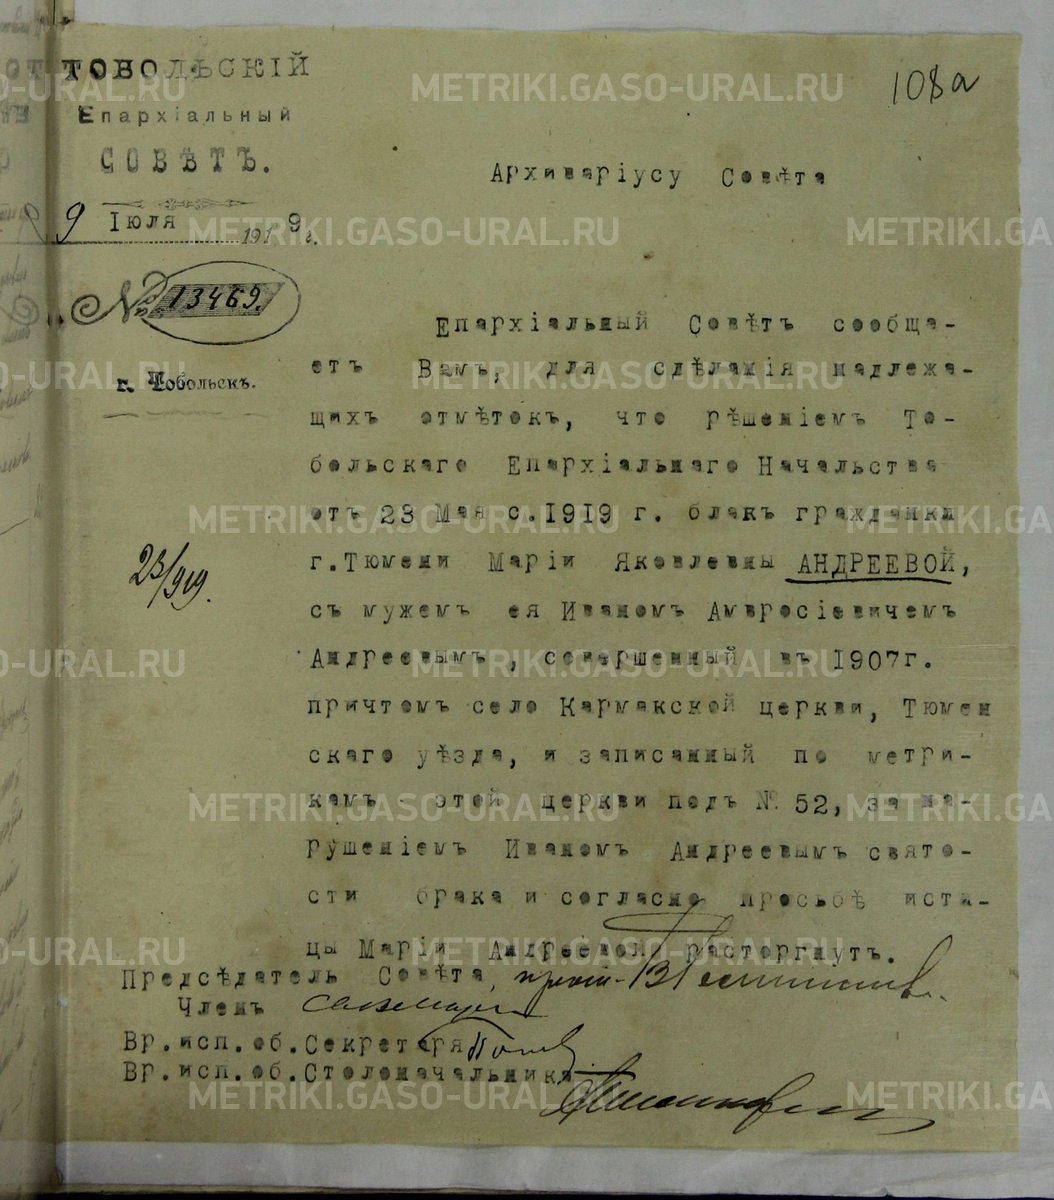 108а
ТОБОЛЬСКІЙ
Епархіальный
СОВѢТЪ.
9 Іюля 1919 г.
№ 13469.
г. Тобольскъ.
Архиваріусу Совѣта
Епархіальный Совѣтъ сообща-
етъ Вамъ, для сдѣланія надлежа-
щихъ отмѣтокъ, что рѣшеніемъ То-
больскаго Епархіальнаго Начальства
отъ 23 Мая с.1919 г. бракъ гражданки
г.Тюмени Маріи Яковлевны АНДРЕЕВОЙ,
съ мужемъ ея Иваномъ Амвросіевичемъ
Андреевымъ, совершенный въ 1907г.
причтомъ село Кармакской церкви, Тюмен
скаго уѣзда, и записанный по метри-
камъ этой церкви подъ № 52, за на-
рушеніемъ Иваномъ Андреевымъ свято-
сти брака и согласно просьбѣ исти-
цы Маріи Андреевой расторгнутъ.
23/919.
Предсѣдатель Совѣта,
Членъ
Вр.исп.об.Секретаря
Вр.исп.об.Столоначальника
METRIKI.GASO-URAL.RU